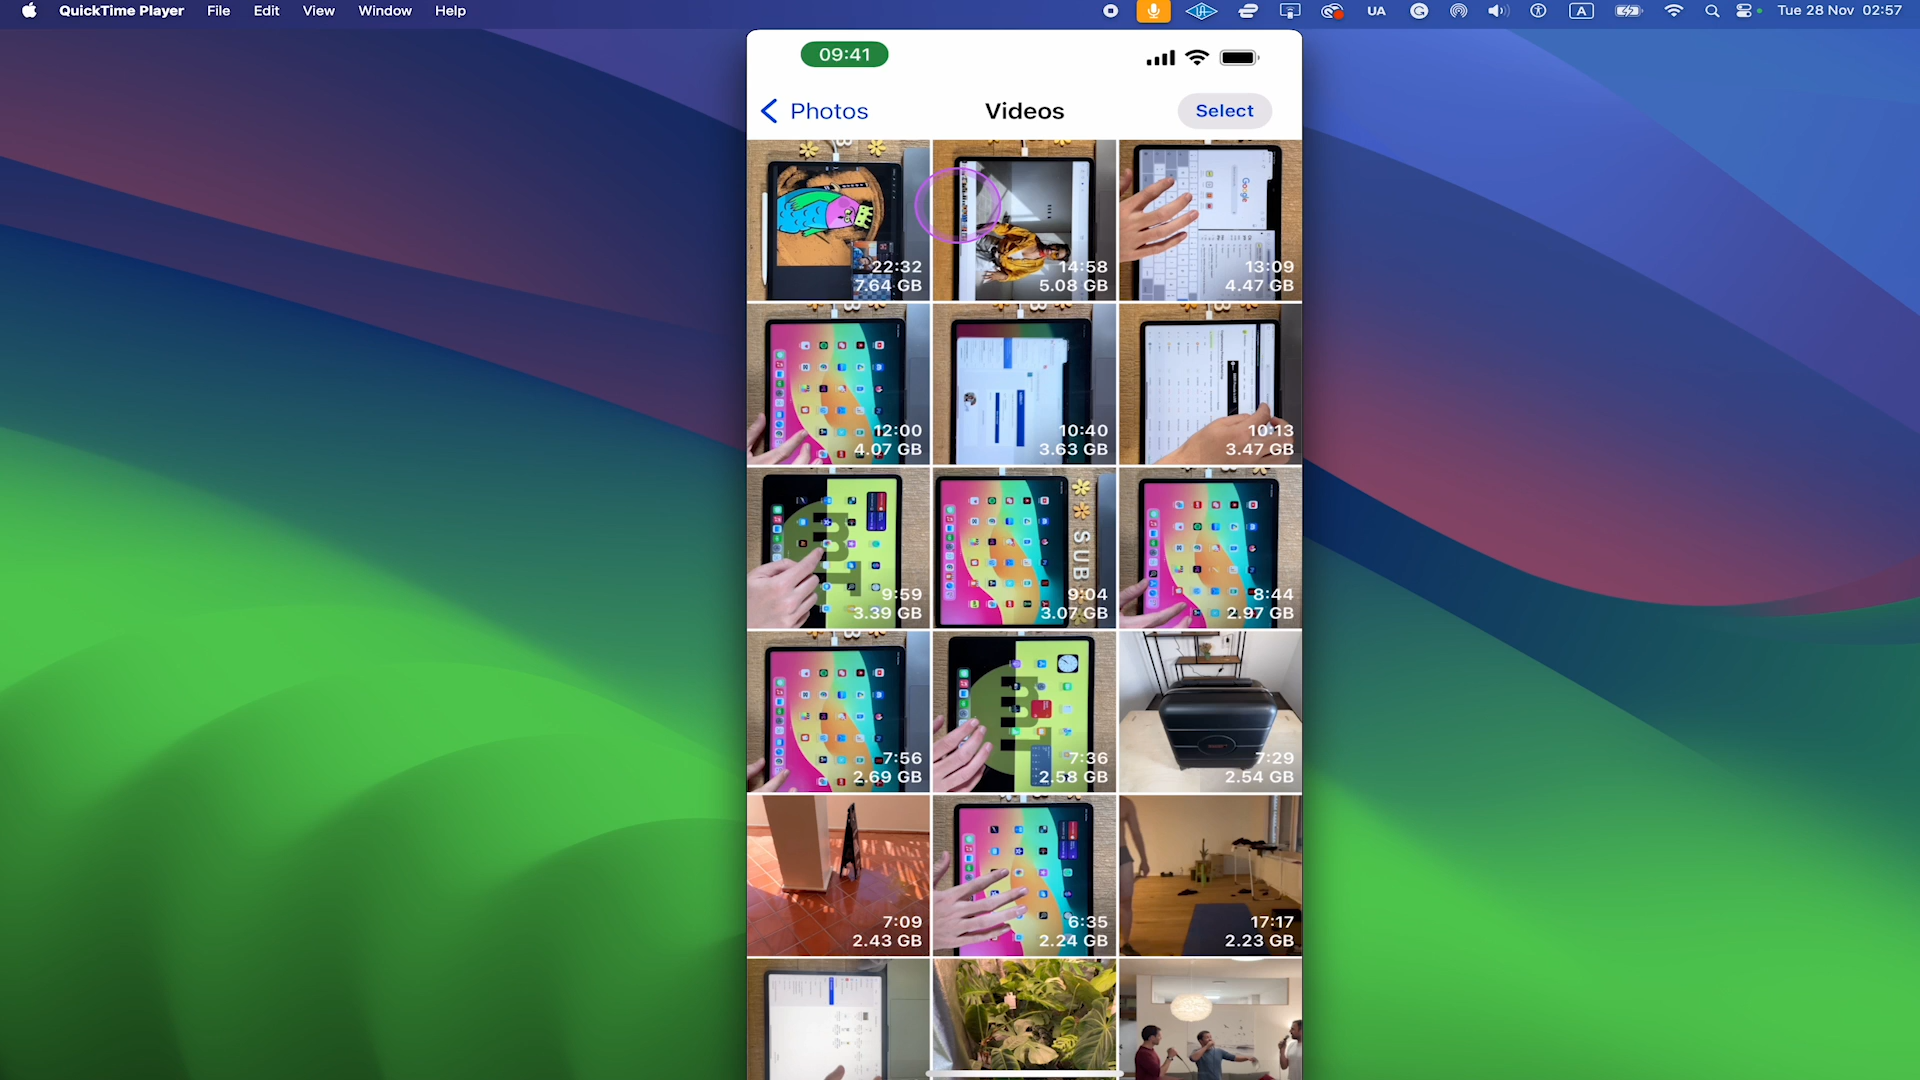 QuickTime Player File Edit View Window Help UA A Tue 28 Nov 02:57
09:41
Photos Videos Select
Google
22:32 14:58 13:09
7.64 GB 5.08 GB 4.47 GB
12:00 10:40 10:13
4.07 GB 3.63 GB 3.47 GB
SUB
9:59 9:04 8:44
3.39 GB 3.07 GB 2.97 GB
7:56 7:36 7:29
2.69 GB 2.58 GB 2.54 GB
7:09 6:35 17:17
2.43 GB 2.24 GB 2.23 GB